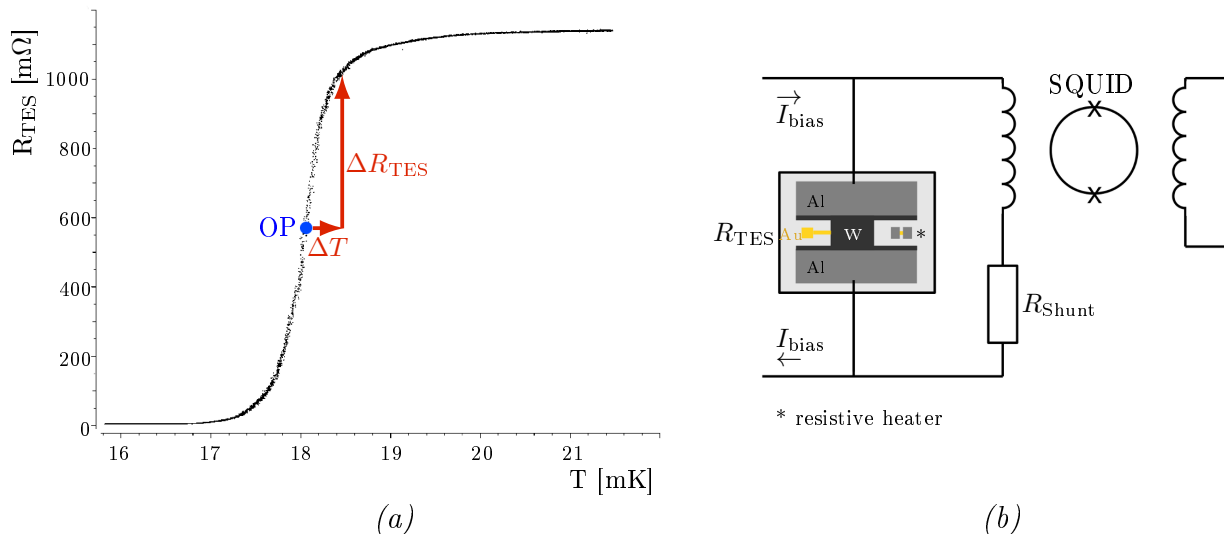 R_TES [mΩ]
1000
800
600
400
200
0
16 17 18 19 20 21
T [mK]
OP
ΔT
ΔR_TES
(a)
I_bias
SQUID
R_TES
Al
Au W *
Al
R_Shunt
I_bias
* resistive heater
(b)